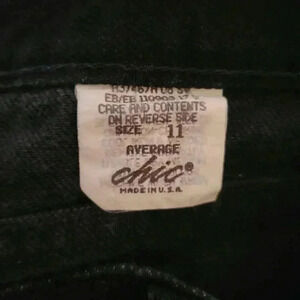 CARE AND CONTENTS
ON REVERSE SIDE
SIZE 11
AVERAGE
chic®
MADE IN U.S.A.